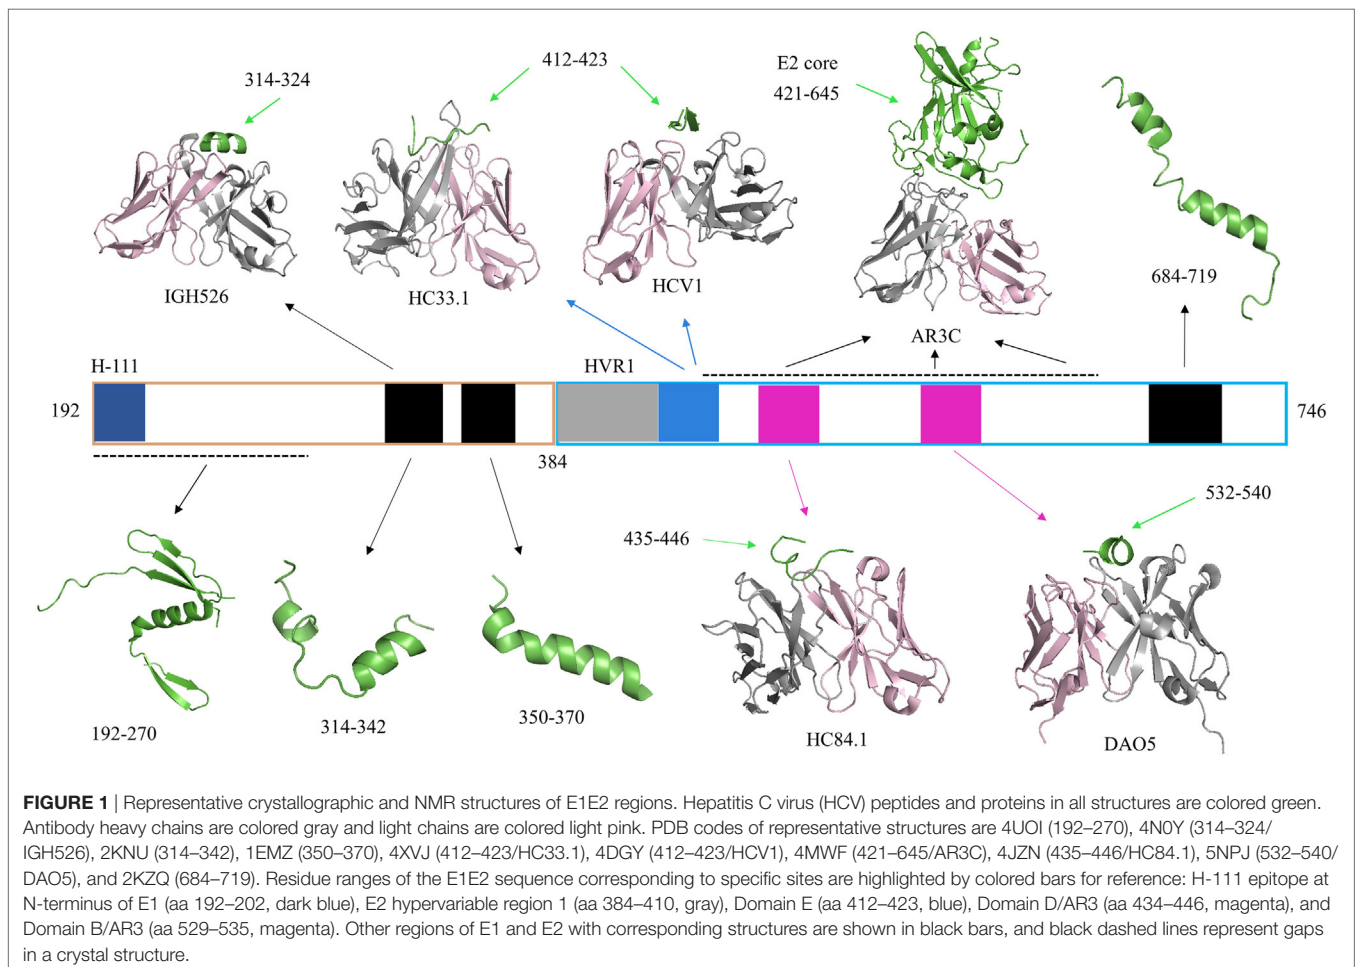 314–324
412–423
E2 core
421–645
684–719
IGH526
HC33.1
HCV1
AR3C
H-111
HVR1
192
746
384
532–540
435–446
192–270
314–342
350–370
HC84.1
DAO5
FIGURE 1 | Representative crystallographic and NMR structures of E1E2 regions. Hepatitis C virus (HCV) peptides and proteins in all structures are colored green.
Antibody heavy chains are colored gray and light chains are colored light pink. PDB codes of representative structures are 4UOI (192–270), 4N0Y (314–324/
IGH526), 2KNU (314–342), 1EMZ (350–370), 4XVJ (412–423/HC33.1), 4DGY (412–423/HCV1), 4MWF (421–645/AR3C), 4JZN (435–446/HC84.1), 5NPJ (532–540/
DAO5), and 2KZQ (684–719). Residue ranges of the E1E2 sequence corresponding to specific sites are highlighted by colored bars for reference: H-111 epitope at
N-terminus of E1 (aa 192–202, dark blue), E2 hypervariable region 1 (aa 384–410, gray), Domain E (aa 412–423, blue), Domain D/AR3 (aa 434–446, magenta), and
Domain B/AR3 (aa 529–535, magenta). Other regions of E1 and E2 with corresponding structures are shown in black bars, and black dashed lines represent gaps
in a crystal structure.